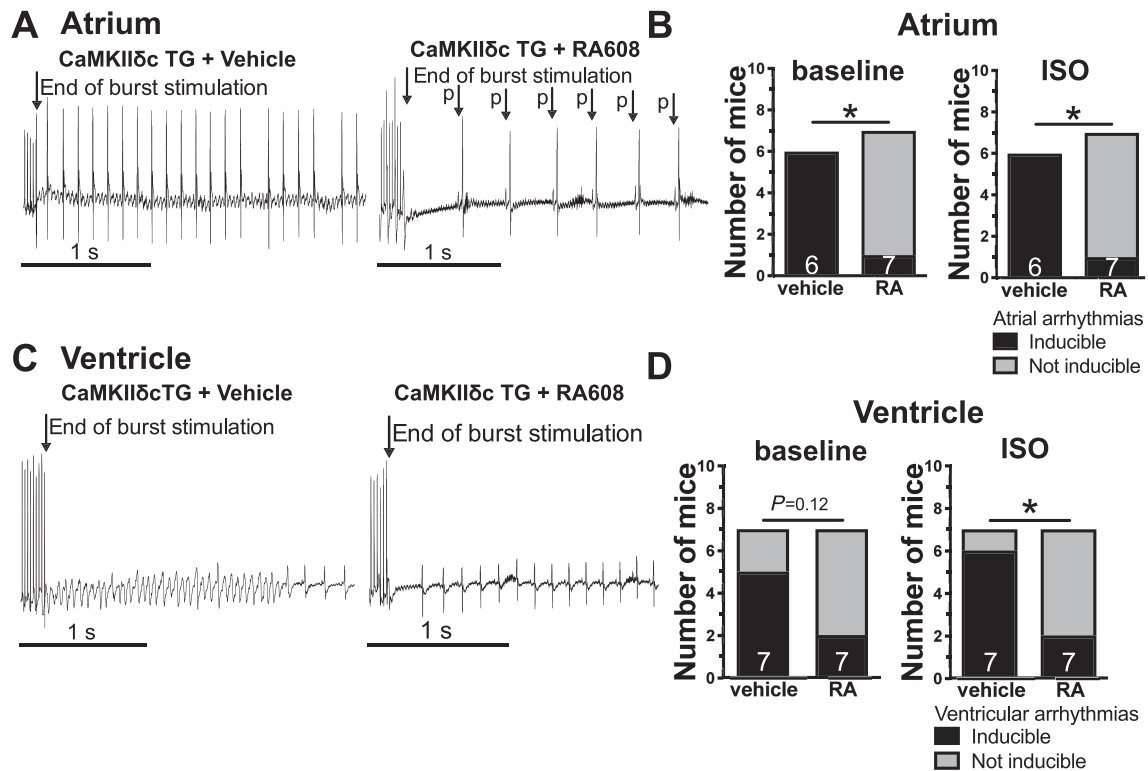 A Atrium
CaMKIIδc TG + Vehicle
End of burst stimulation
1 s
CaMKIIδc TG + RA608
End of burst stimulation
p p p p p p
1 s
B Atrium
baseline
Number of mice
10
8
6
4
2
0
*
6 7
vehicle RA
ISO
Number of mice
10
8
6
4
2
0
*
6 7
vehicle RA
Atrial arrhythmias
Inducible
Not inducible
C Ventricle
CaMKIIδcTG + Vehicle
End of burst stimulation
1 s
CaMKIIδc TG + RA608
End of burst stimulation
1 s
D
Ventricle
baseline
Number of mice
10
8
6
4
2
0
P=0.12
7 7
vehicle RA
ISO
Number of mice
10
8
6
4
2
0
*
7 7
vehicle RA
Ventricular arrhythmias
Inducible
Not inducible